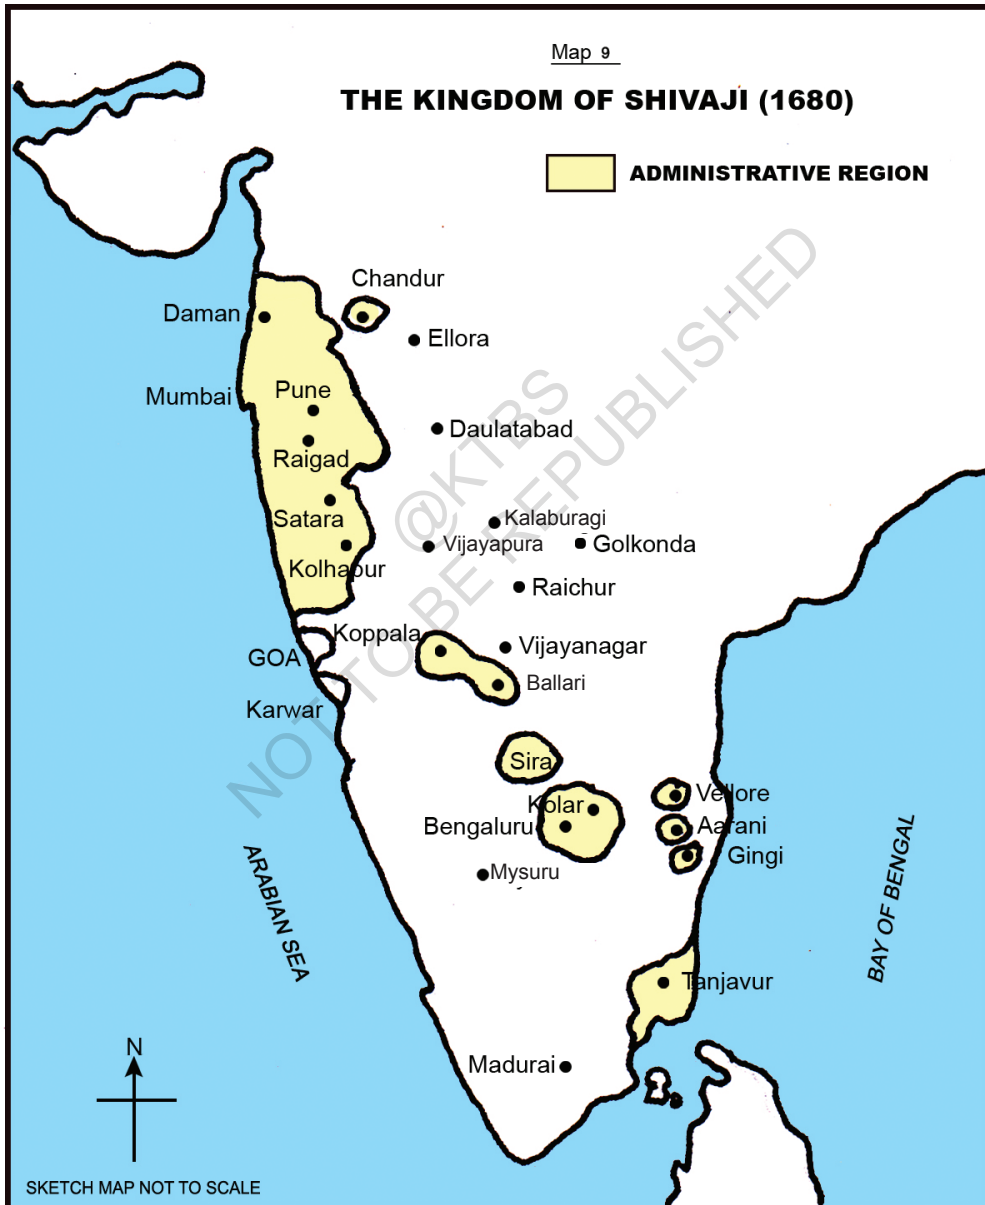 Map 9
THE KINGDOM OF SHIVAJI (1680)
ADMINISTRATIVE REGION
Chandur
Daman
Ellora
Mumbai
Pune
Daulatabad
Raigad
Satara
Kalaburagi
Vijayapura
Golkonda
Kolhapur
Raichur
Koppala
Vijayanagar
GOA
Ballari
Karwar
Sira
Vellore
Kolar
Bengaluru
Aarani
Gingi
Mysuru
ARABIAN SEA
BAY OF BENGAL
Tanjavur
Madurai
N
SKETCH MAP NOT TO SCALE
@KTBS
NOT TO BE REPUBLISHED